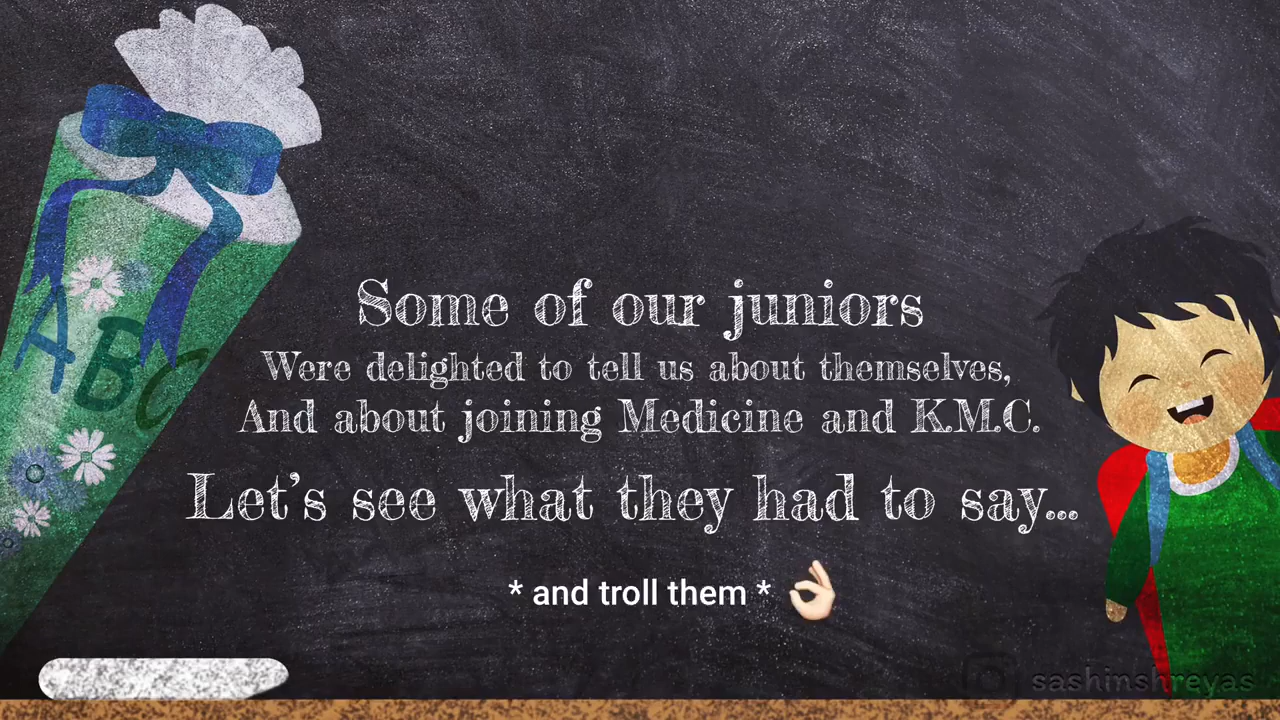 A
B
C
Some of our juniors
Were delighted to tell us about themselves,
And about joining Medicine and K.M.C.
Let's see what they had to say...
* and troll them * 👌🏻
sashinshreyas